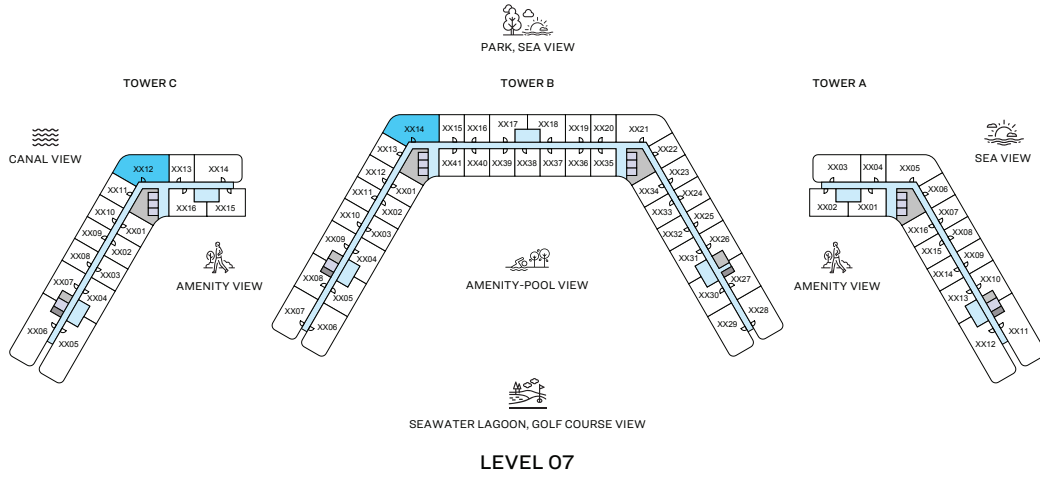 PARK, SEA VIEW
TOWER C
TOWER B
TOWER A
CANAL VIEW
SEA VIEW
XX12
XX13
XX14
XX11
XX10
XX09
XX08
XX07
XX06
XX01
XX02
XX03
XX04
XX05
XX16
XX15
AMENITY VIEW
XX14
XX15
XX16
XX17
XX18
XX19
XX20
XX21
XX13
XX12
XX11
XX10
XX09
XX08
XX07
XX41
XX40
XX39
XX38
XX37
XX36
XX35
XX01
XX02
XX03
XX04
XX05
XX06
XX22
XX23
XX24
XX25
XX26
XX27
XX28
XX34
XX33
XX32
XX31
XX30
XX29
AMENITY-POOL VIEW
XX03
XX04
XX05
XX02
XX01
XX06
XX07
XX08
XX09
XX10
XX11
XX16
XX15
XX14
XX13
XX12
AMENITY VIEW
SEAWATER LAGOON, GOLF COURSE VIEW
LEVEL 07